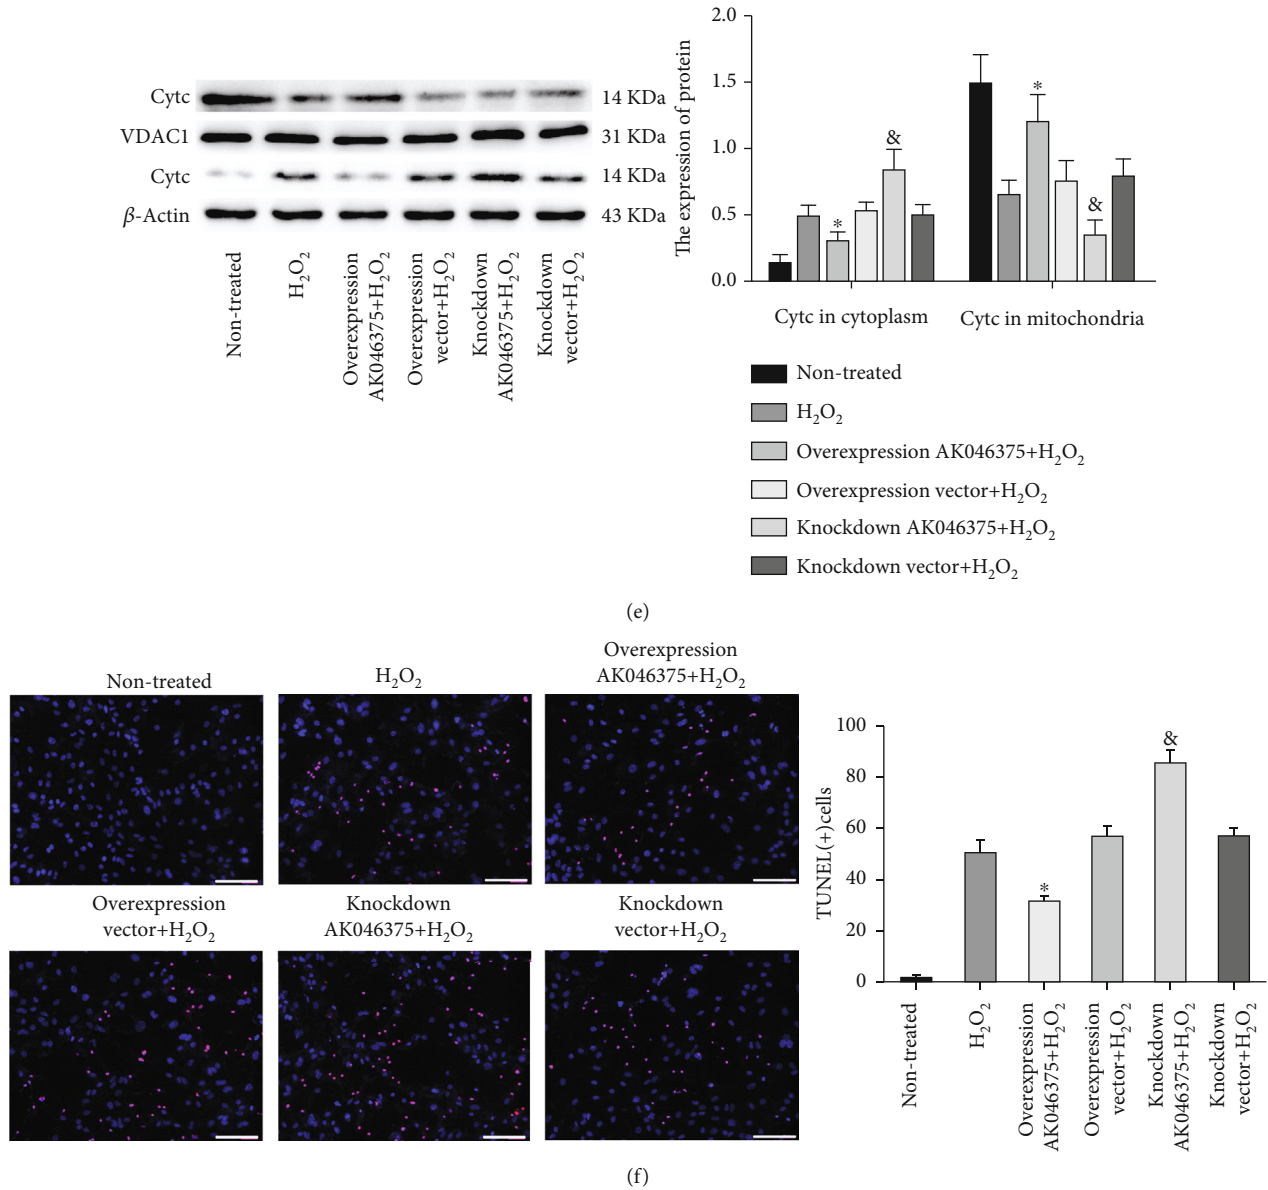 Cytc
14 KDa
VDAC1
31 KDa
Cytc
14 KDa
β-Actin
43 KDa
Non-treated
H₂O₂
Overexpression
AK046375+H₂O₂
Overexpression
vector+H₂O₂
Knockdown
AK046375+H₂O₂
Knockdown
vector+H₂O₂
The expression of protein
2.0
1.5
1.0
0.5
0.0
*
&
*
&
Cytc in cytoplasm
Cytc in mitochondria
Non-treated
H₂O₂
Overexpression AK046375+H₂O₂
Overexpression vector+H₂O₂
Knockdown AK046375+H₂O₂
Knockdown vector+H₂O₂
(e)
Non-treated
H₂O₂
Overexpression
AK046375+H₂O₂
Overexpression
vector+H₂O₂
Knockdown
AK046375+H₂O₂
Knockdown
vector+H₂O₂
TUNEL(+)cells
100
80
60
40
20
0
*
&
Non-treated
H₂O₂
Overexpression
AK046375+H₂O₂
Overexpression
vector+H₂O₂
Knockdown
AK046375+H₂O₂
Knockdown
vector+H₂O₂
(f)